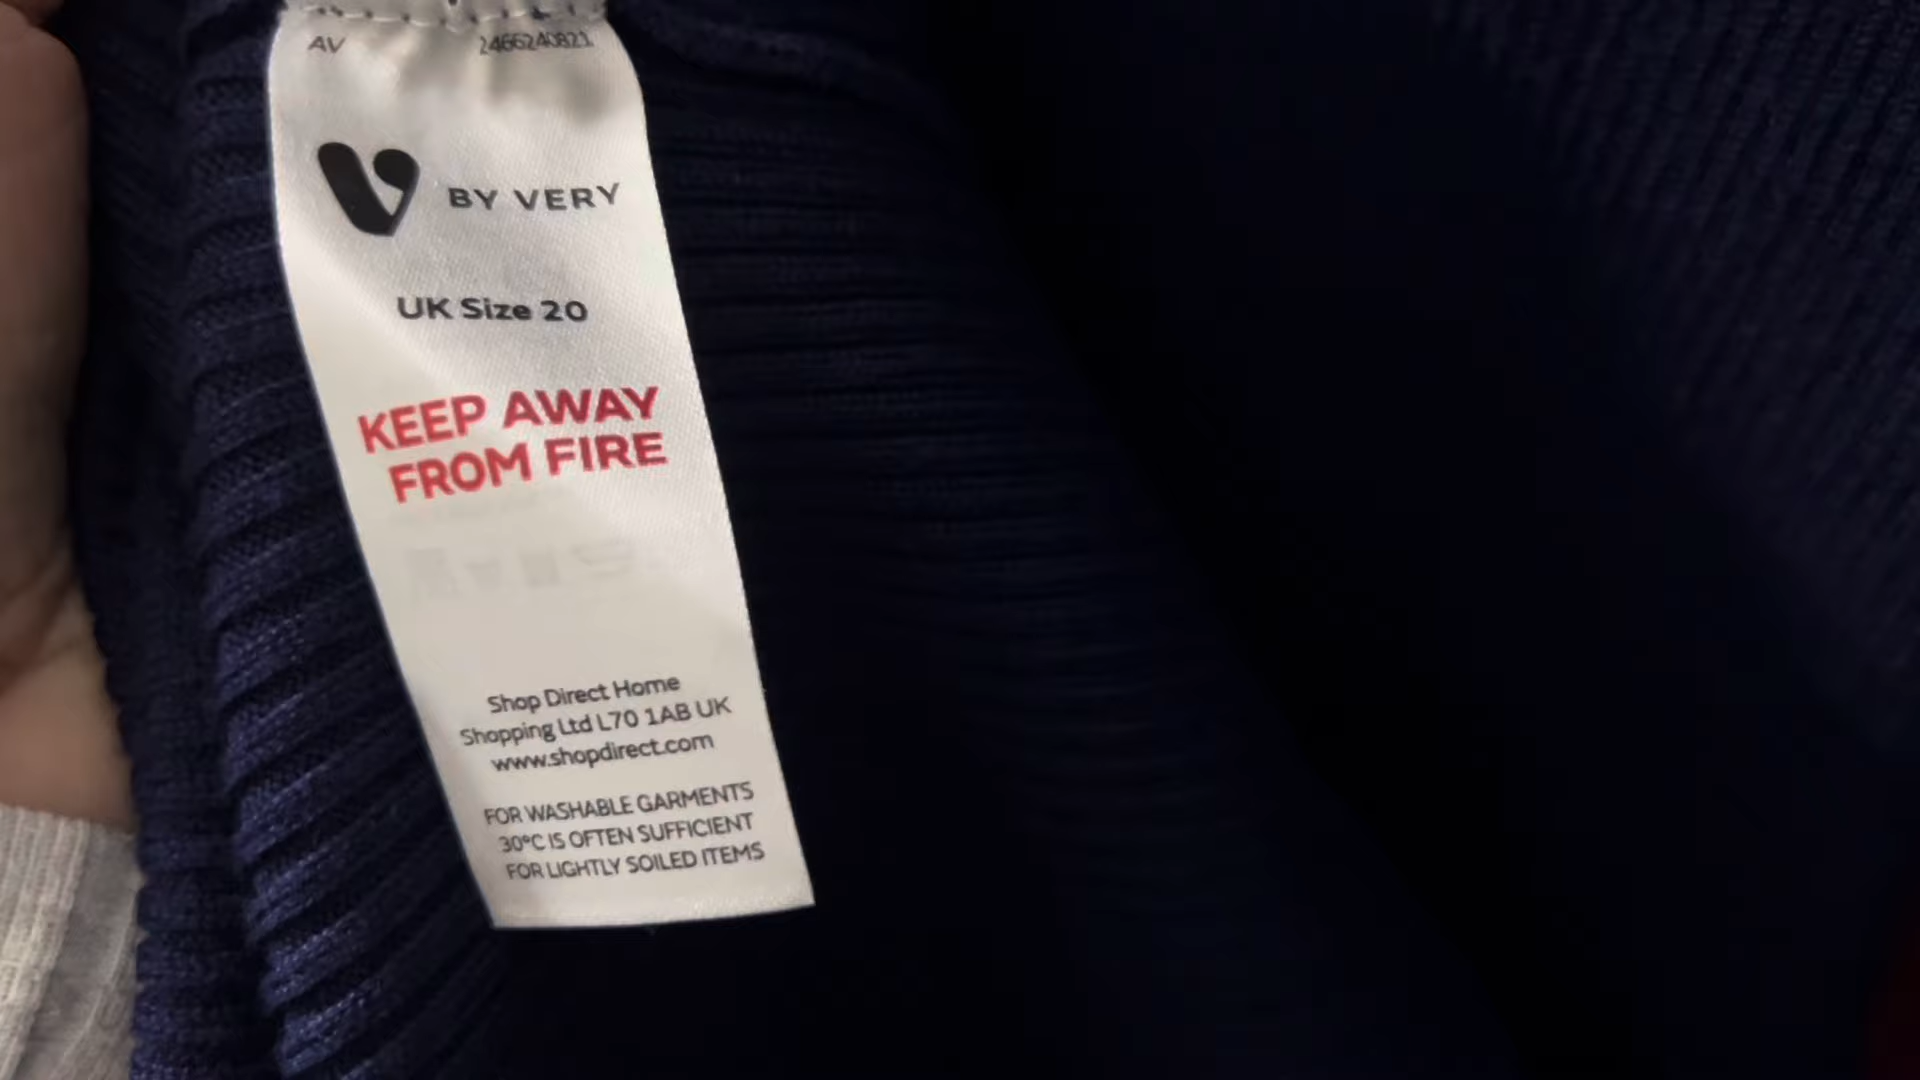 AV 2466240821
V BY VERY
UK Size 20
KEEP AWAY
FROM FIRE
Shop Direct Home
Shopping Ltd L70 1AB UK
www.shopdirect.com
FOR WASHABLE GARMENTS
30°C IS OFTEN SUFFICIENT
FOR LIGHTLY SOILED ITEMS